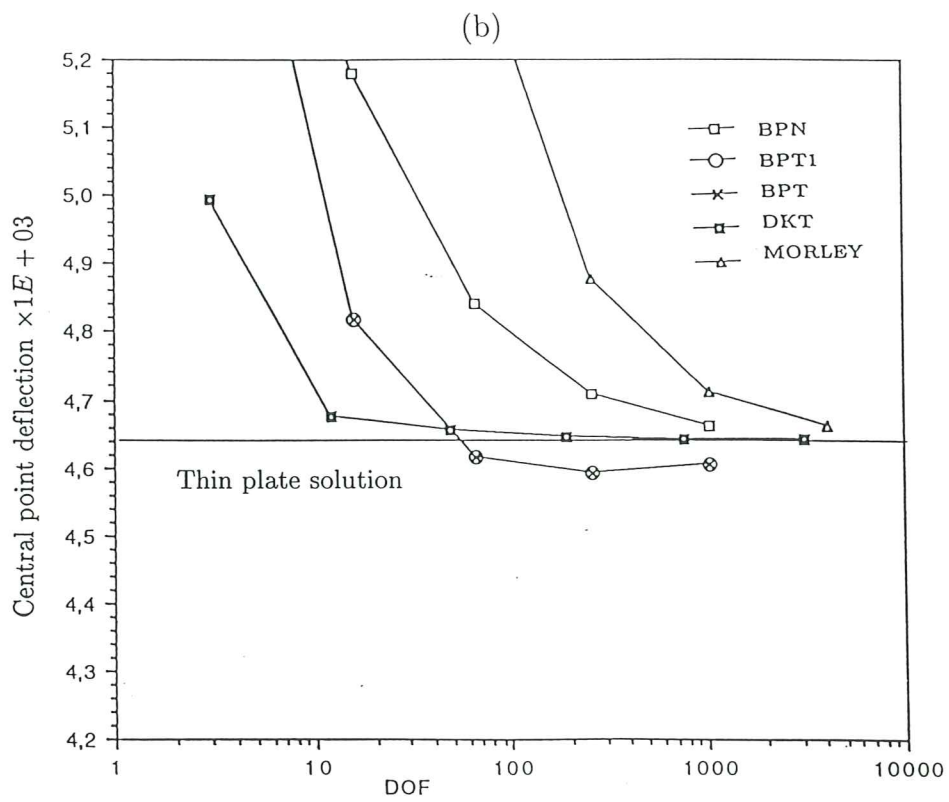 (b)
Central point deflection ×1E + 03
5,2
5,1
5,0
4,9
4,8
4,7
4,6
4,5
4,4
4,3
4,2
BPN
BPT1
BPT
DKT
MORLEY
Thin plate solution
1
10
100
1000
10000
DOF